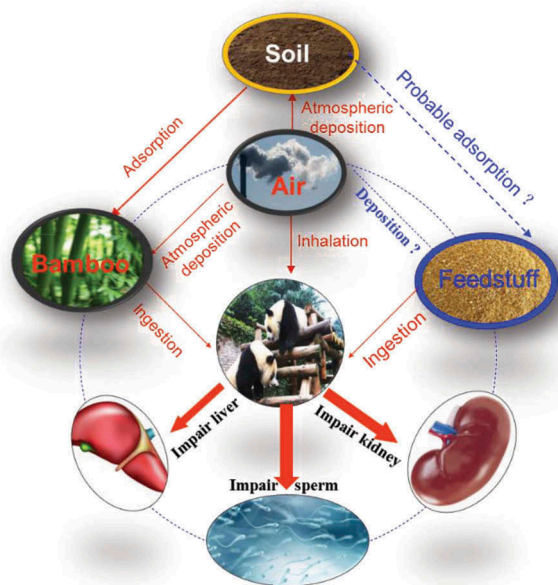 Soil
Probable adsorption ?
Adsorption
Atmospheric
deposition
Air
Deposition ?
Atmospheric
deposition
Inhalation
Bamboo
Feedstuff
Ingestion
Ingestion
Impair liver
Impair kidney
Impair sperm